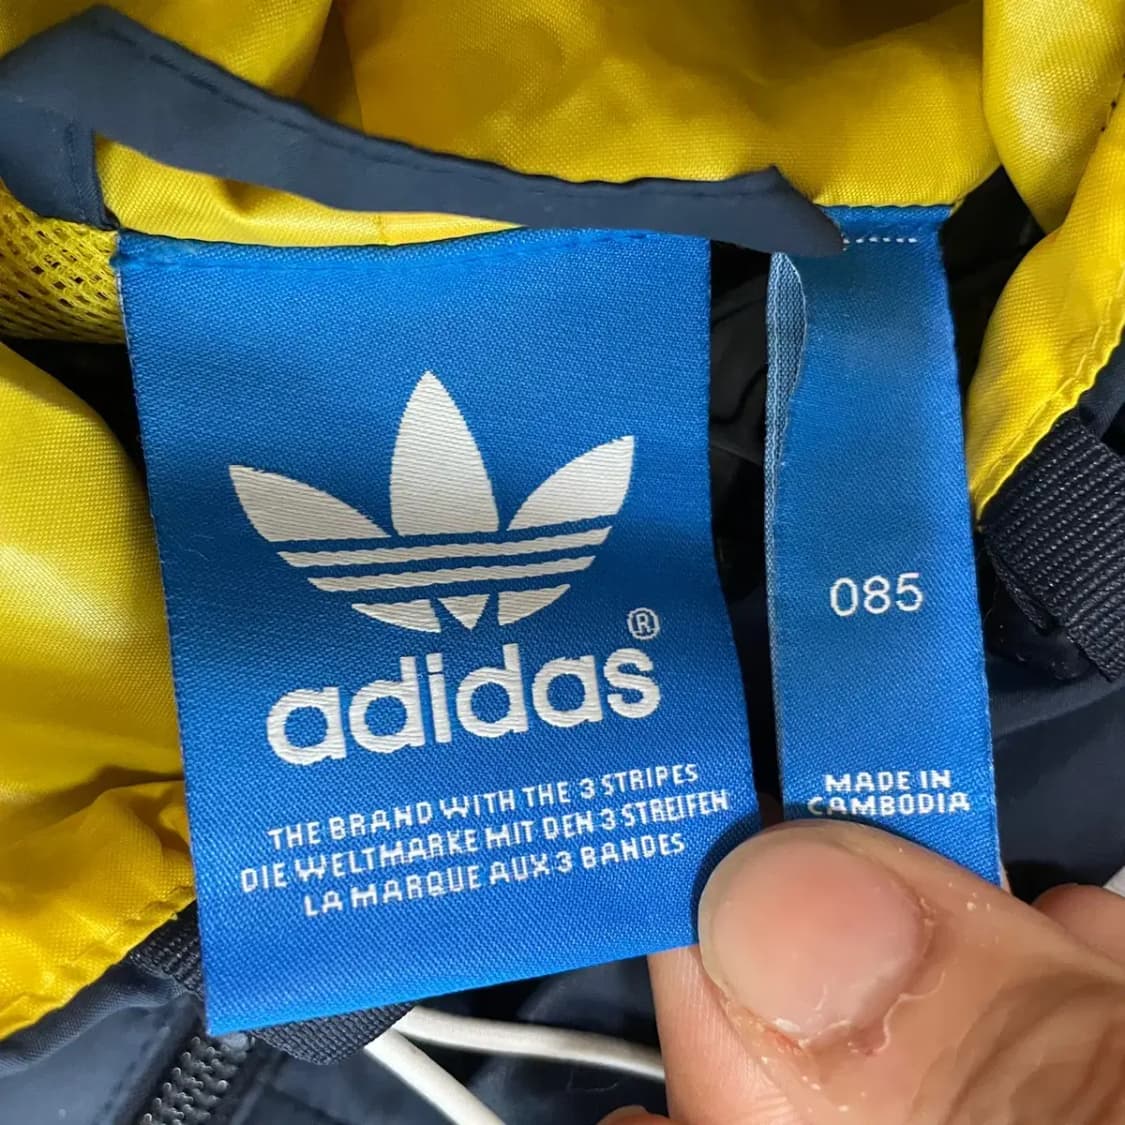 adidas®
THE BRAND WITH THE 3 STRIPES
DIE WELTMARKE MIT DEN 3 STREIFEN
LA MARQUE AUX 3 BANDES
085
MADE IN
CAMBODIA